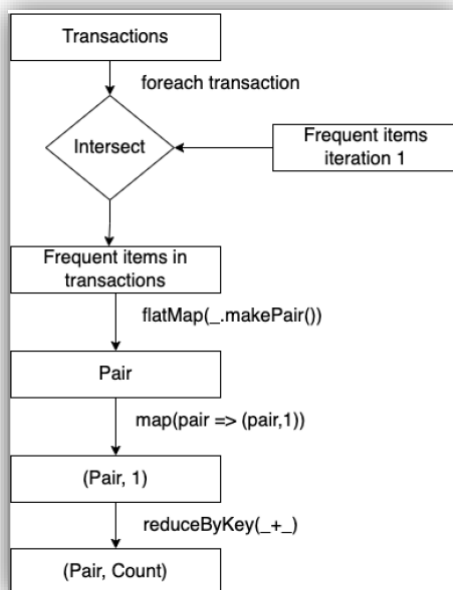 Transactions
foreach transaction
Intersect
Frequent items
iteration 1
Frequent items in
transactions
flatMap(_.makePair())
Pair
map(pair => (pair,1))
(Pair, 1)
reduceByKey(_+_)
(Pair, Count)